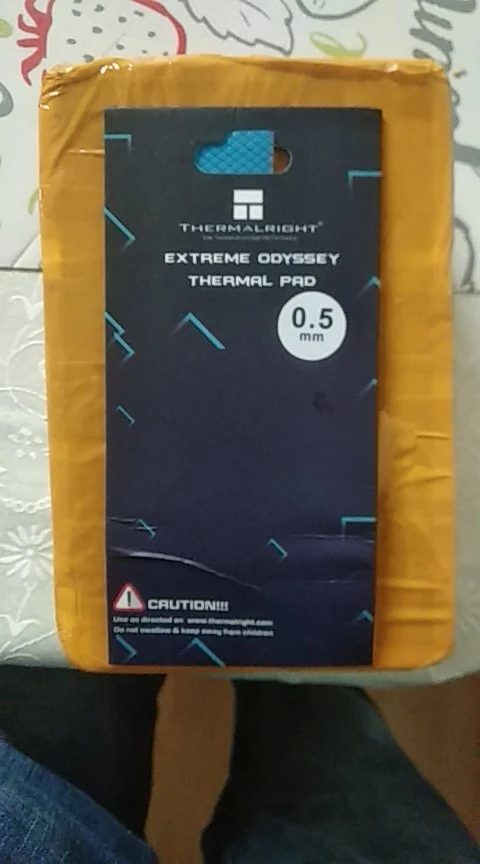 THERMALRIGHT®
EXTREME ODYSSEY
THERMAL PAD
0.5
mm
CAUTION!!!
Use as directed on www.thermalright.com
Do not swallow & keep away from children